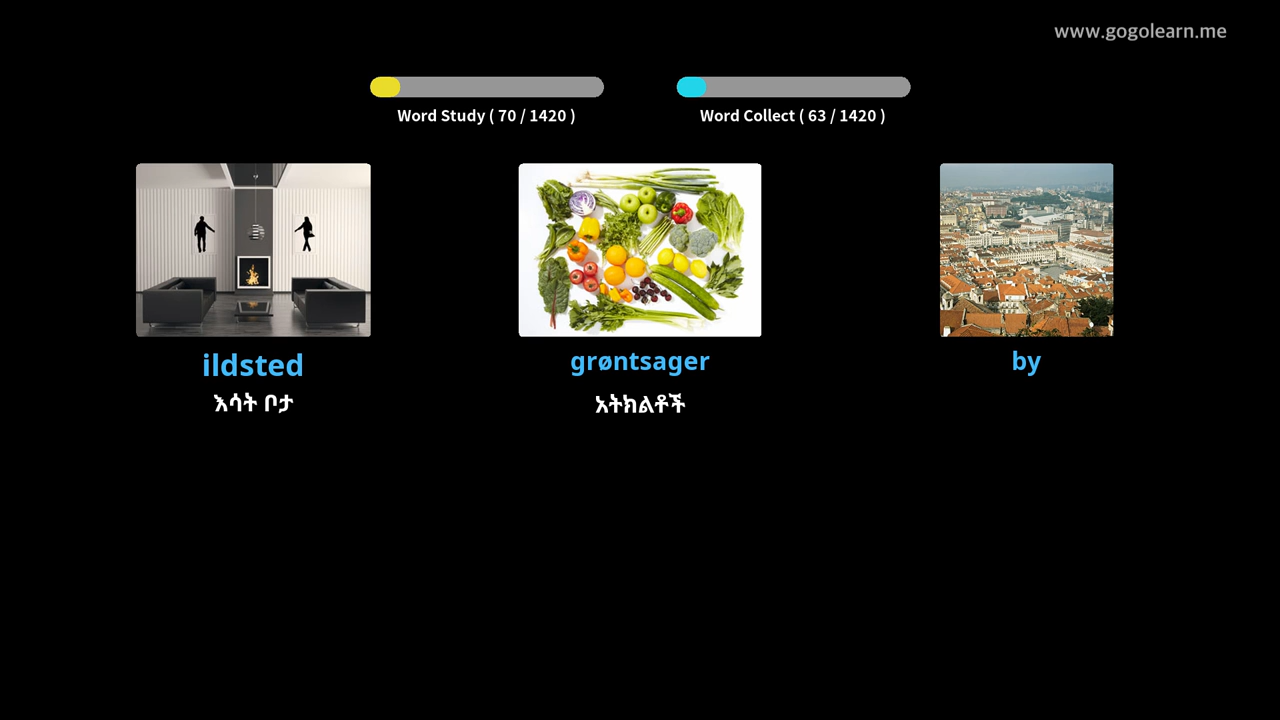 www.gogolearn.me
Word Study ( 70 / 1420 )
Word Collect ( 63 / 1420 )
ildsted
እሳት ቦታ
grøntsager
አትክልቶች
by